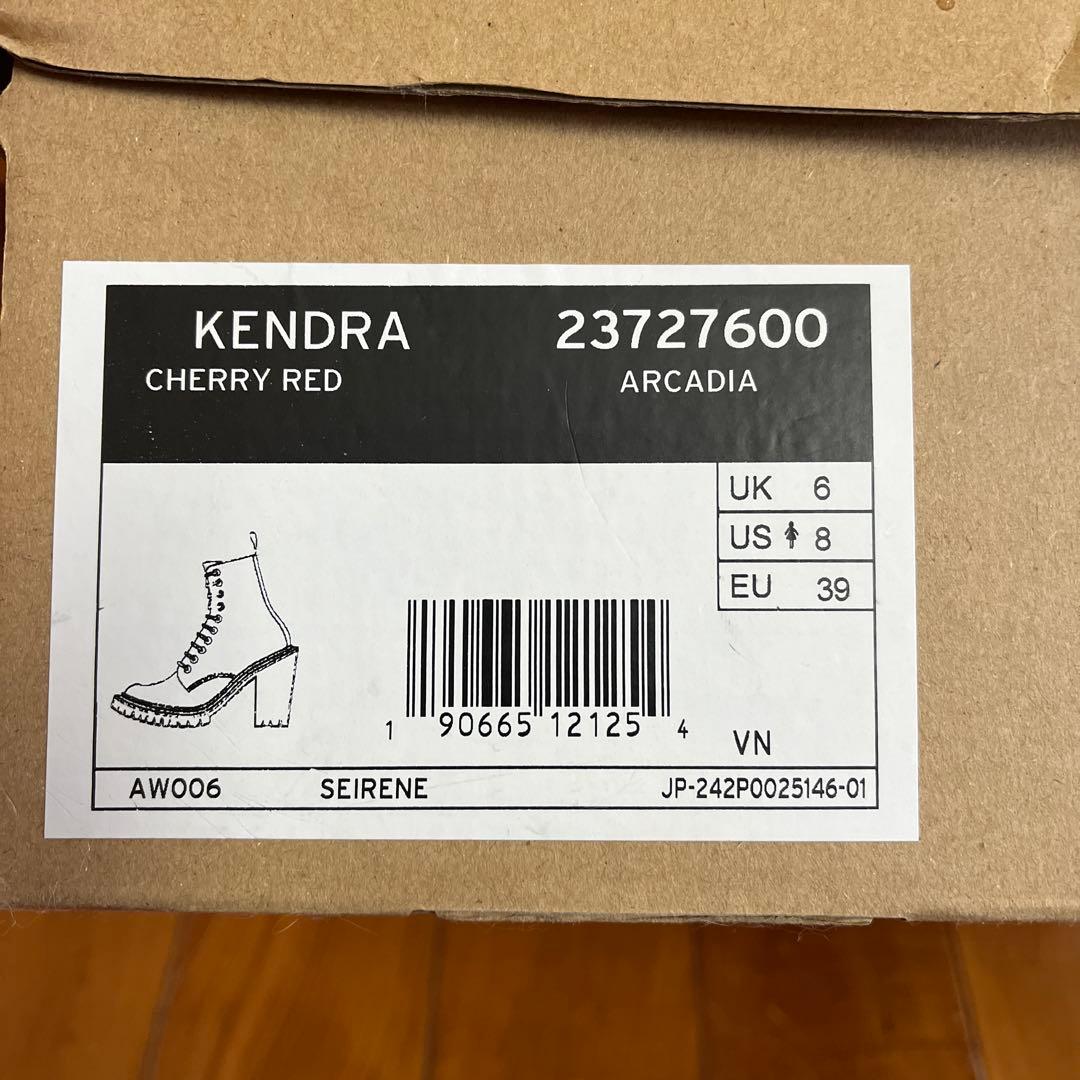 KENDRA 23727600
CHERRY RED ARCADIA
UK 6
US 8
EU 39
1 90665 12125 4
VN
AW006 SEIRENE JP-242P0025146-01